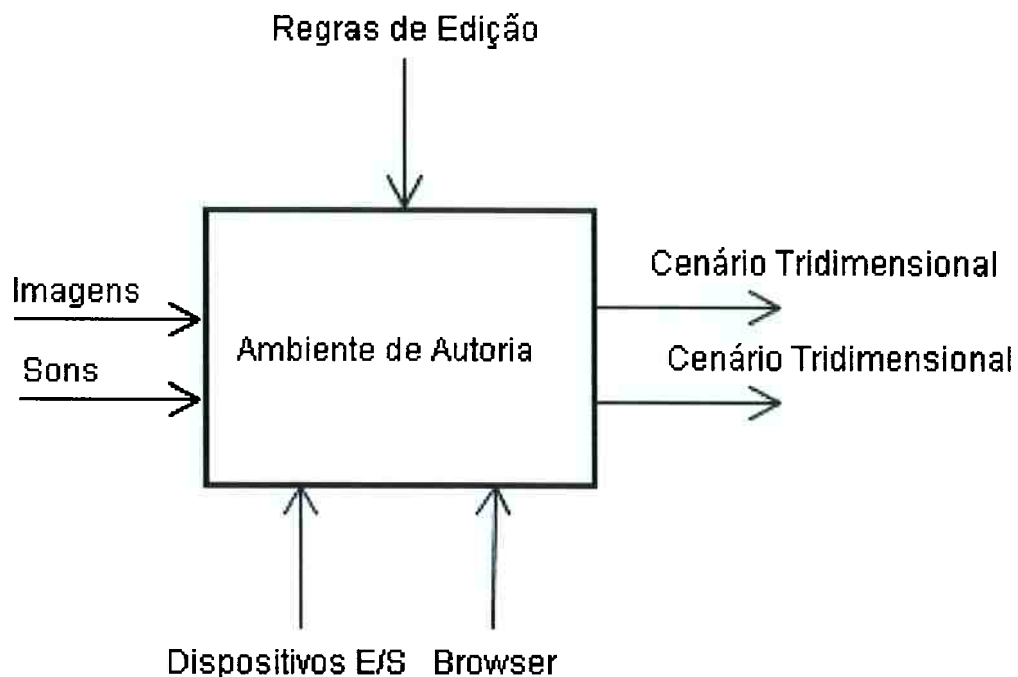 Regras de Edição
Cenário Tridimensional
Imagens
Ambiente de Autoria
Cenário Tridimensional
Sons
Dispositivos E/S Browser